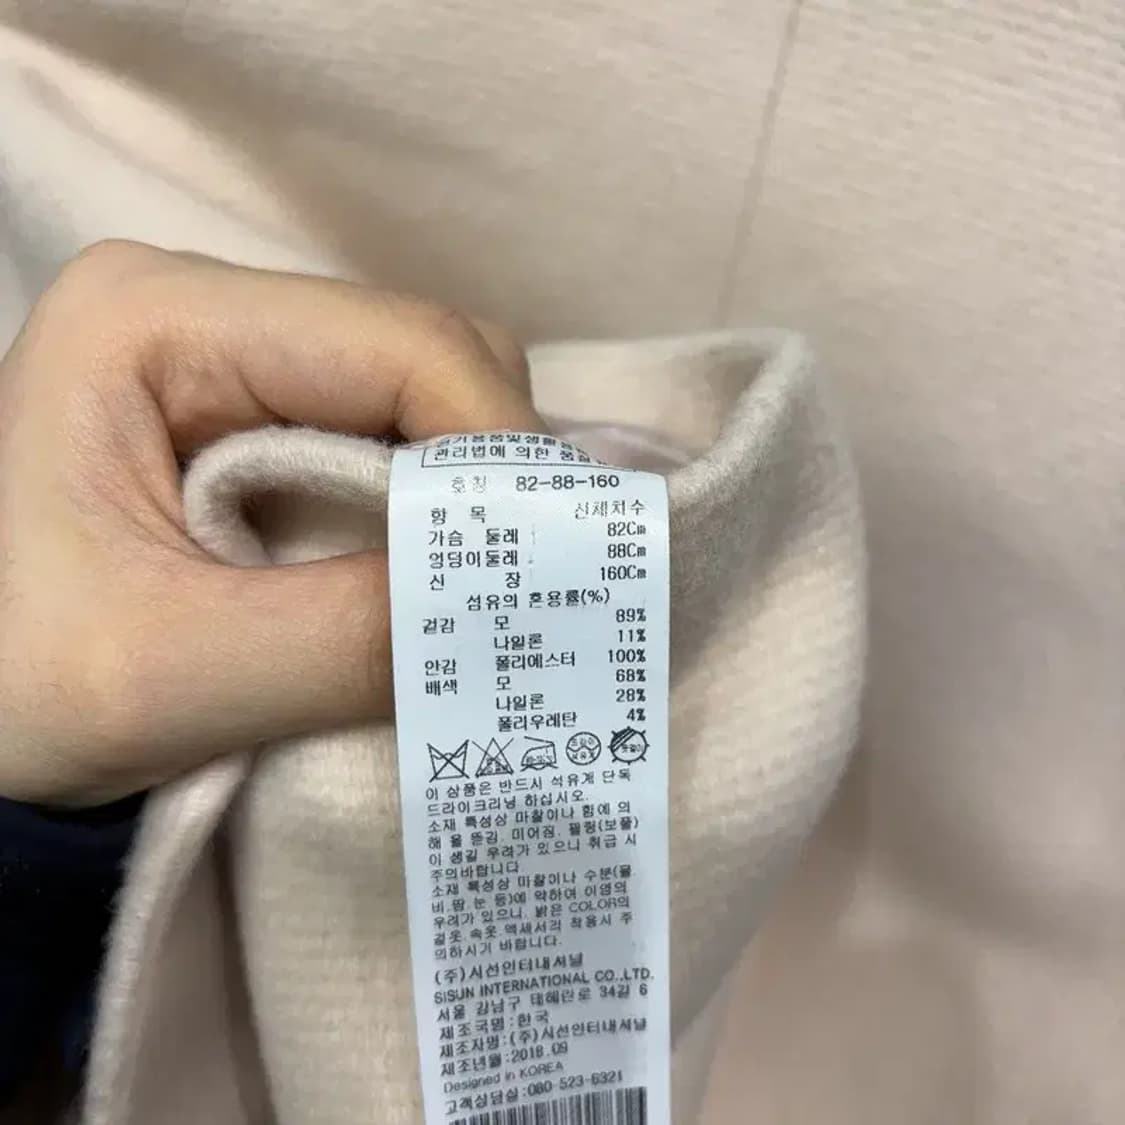 관리법에 의한 품질
호칭 82-88-160
항 목 신체치수
가슴 둘레 82Cm
엉덩이둘레 88Cm
신 장 160Cm
섬유의 혼용률(%)
겉감 모 89%
나일론 11%
안감 폴리에스터 100%
배색 모 68%
나일론 28%
폴리우레탄 4%
드라이
석유계
옷걸이
이 상품은 반드시 석유계 단독
드라이크리닝 하십시오.
소재 특성상 마찰이나 힘에 의
해 올 뜯김, 미어짐, 필링(보풀)
이 생길 우려가 있으니 취급 시
주의바랍니다
소재 특성상 마찰이나 수분(물,
비,땀,눈 등)에 약하여 이염의
우려가 있으니, 밝은 COLOR의
겉옷,속옷,액세서리 착용시 주
의하시기 바랍니다.
(주)시선인터내셔날
SISUN INTERNATIONAL CO.,LTD.
서울 강남구 테헤란로 34길 6
제조국명:한국
제조자명:(주)시선인터내셔날
제조년월:2018.09
Designed in KOREA
고객상담실:080-523-6321